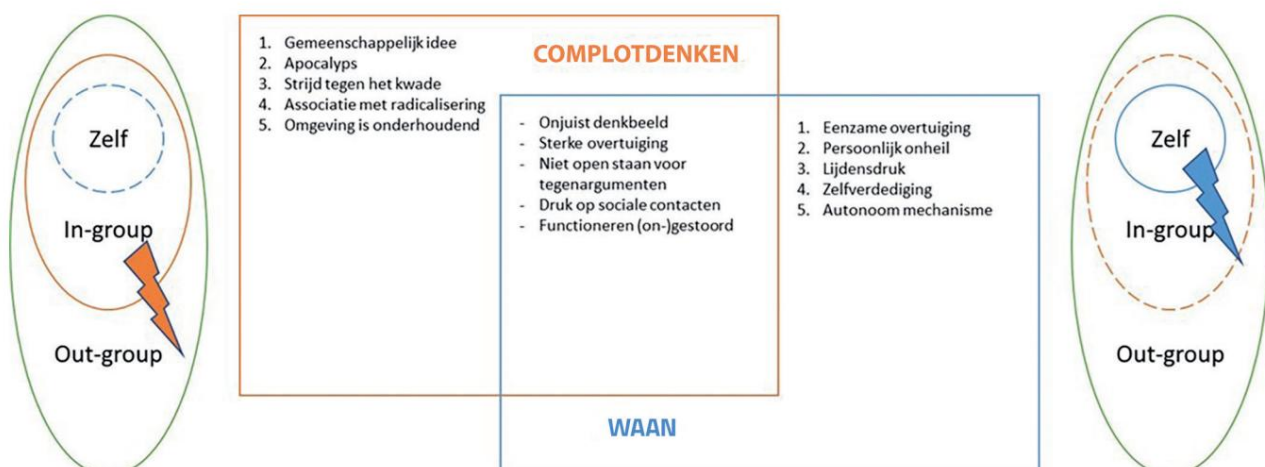 Zelf
In-group
Out-group
COMPLOTDENKEN
1. Gemeenschappelijk idee
2. Apocalyps
3. Strijd tegen het kwade
4. Associatie met radicalisering
5. Omgeving is onderhoudend
- Onjuist denkbeeld
- Sterke overtuiging
- Niet open staan voor
tegenargumenten
- Druk op sociale contacten
- Functioneren (on-)gestoord
1. Eenzame overtuiging
2. Persoonlijk onheil
3. Lijdensdruk
4. Zelfverdediging
5. Autonoom mechanisme
WAAN
Zelf
In-group
Out-group